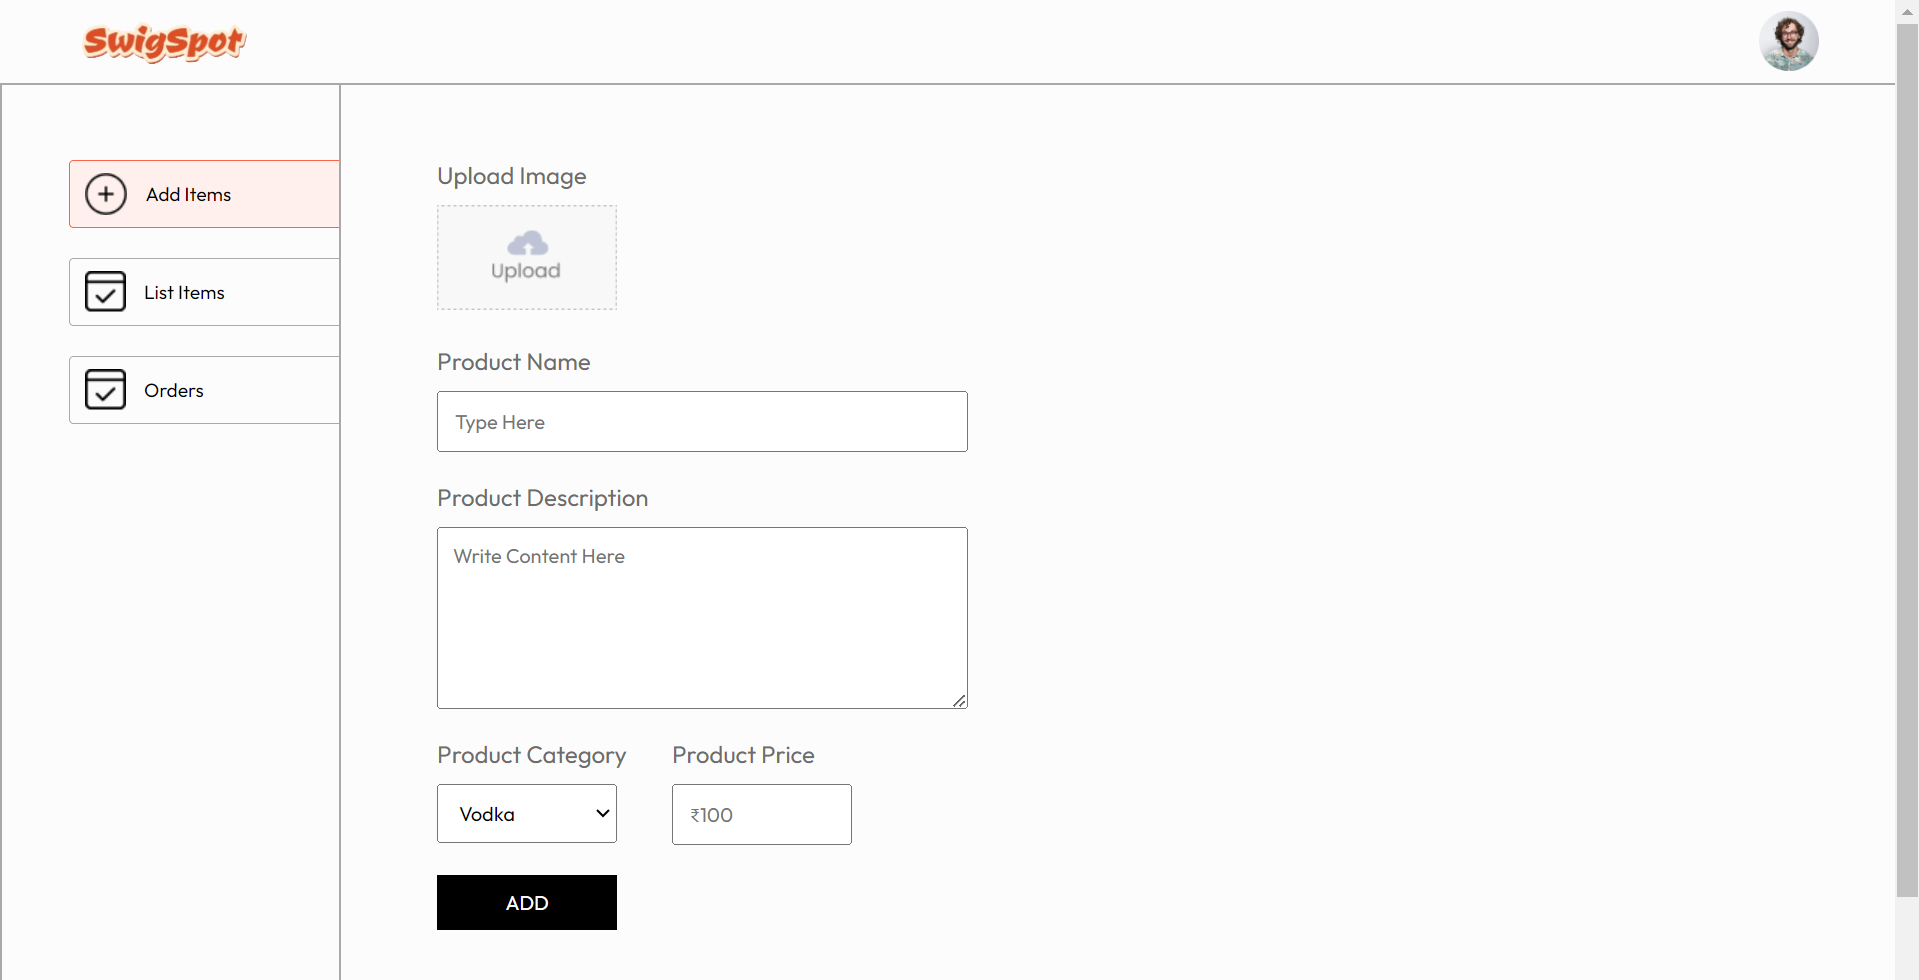 SwigSpot
Add Items
List Items
Orders
Upload Image
Upload
Product Name
Type Here
Product Description
Write Content Here
Product Category
Product Price
Vodka
₹100
ADD